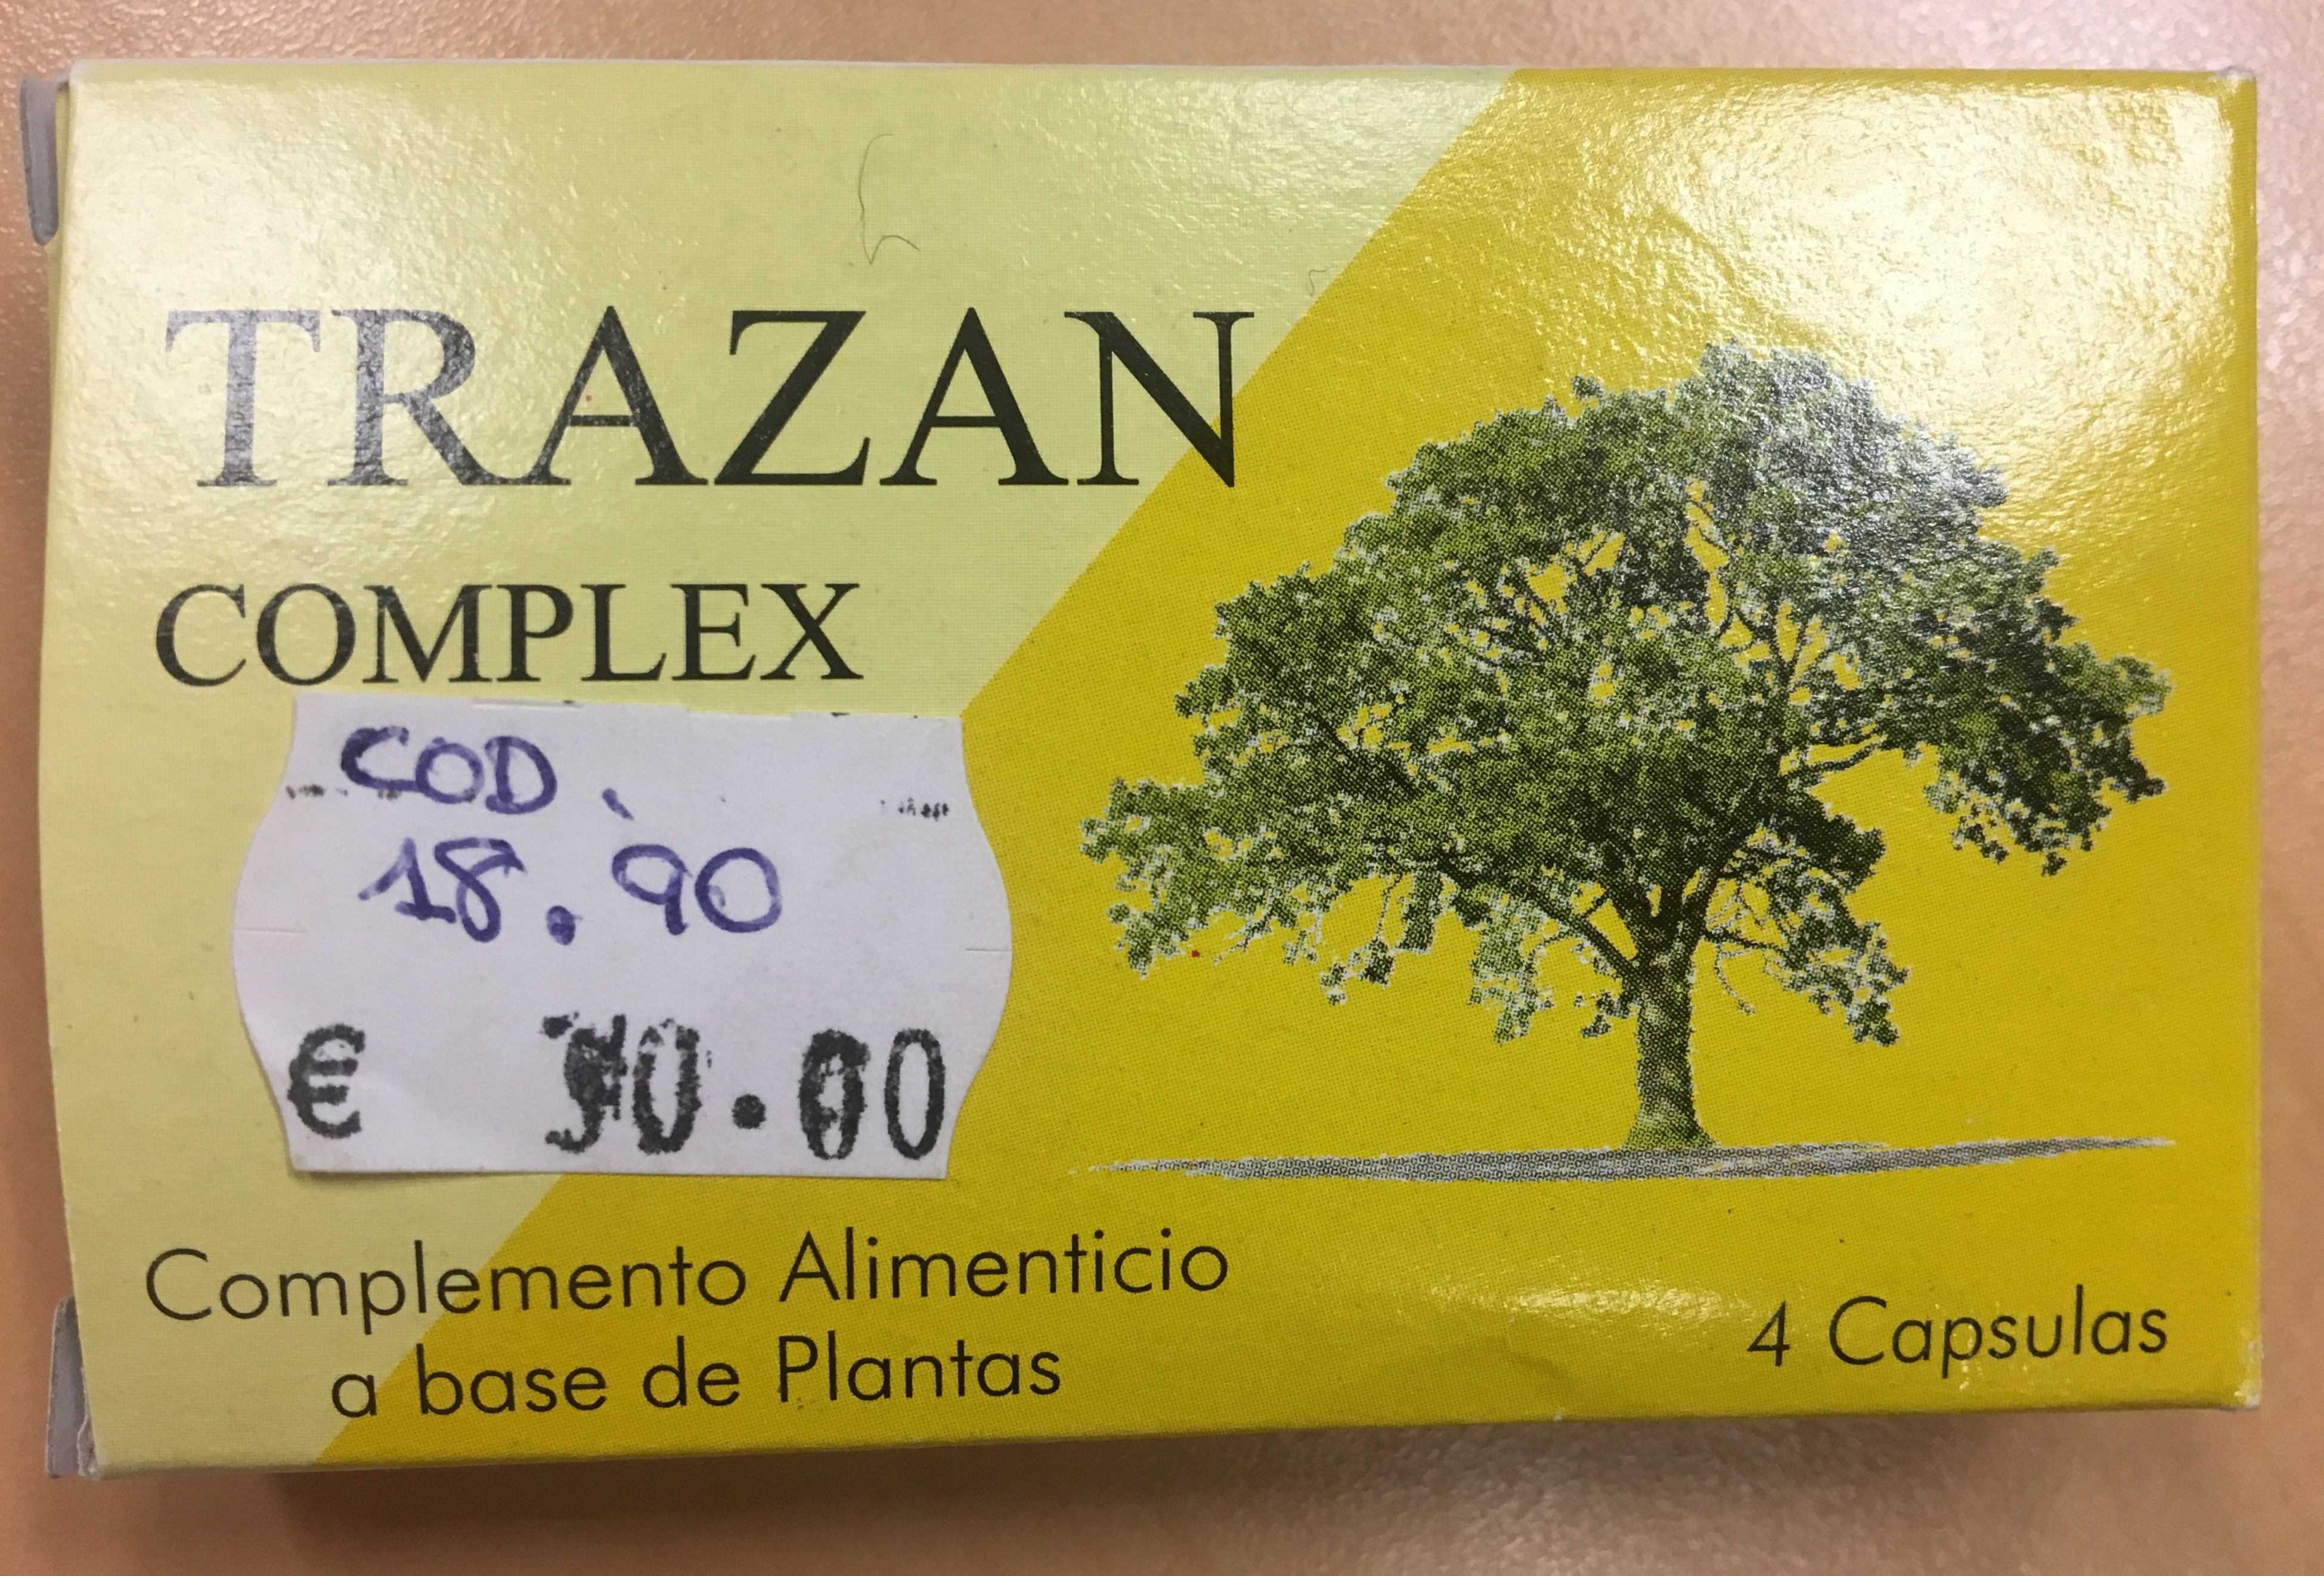 TRAZAN
COMPLEX
COD.
18.90
€
Complemento Alimenticio
a base de Plantas
4 Capsulas